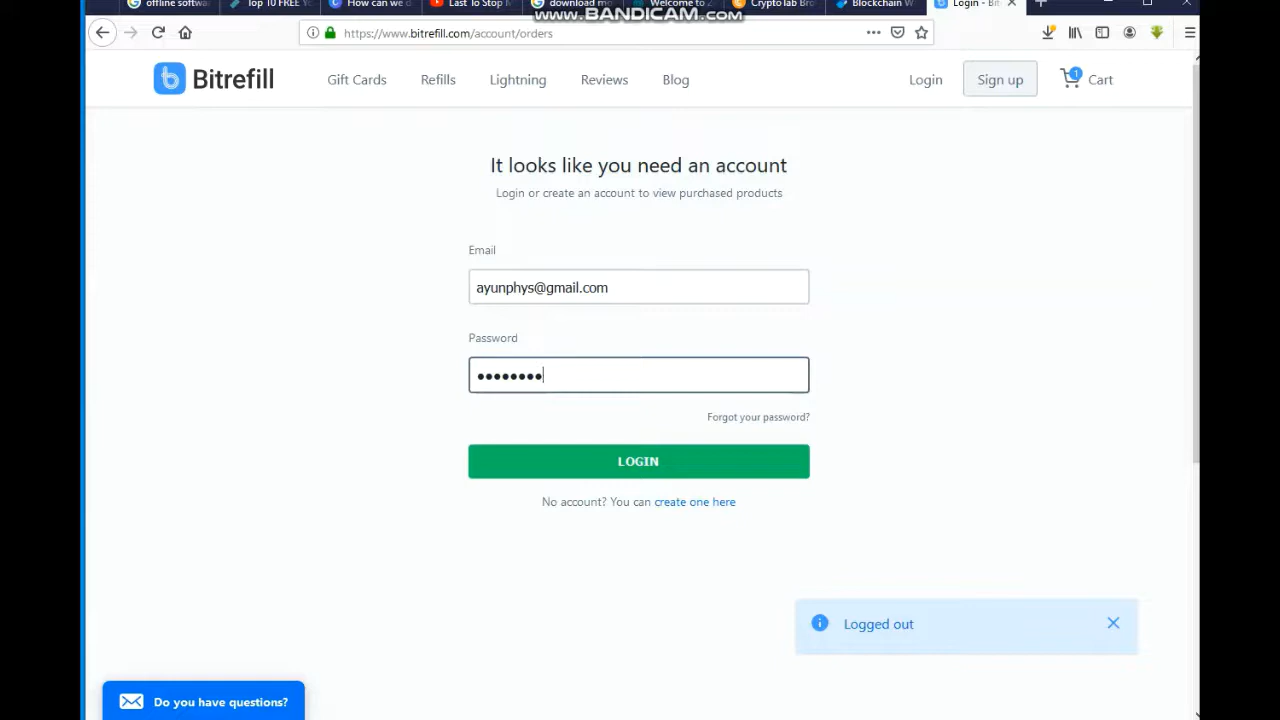 offline softwa
Top 10 FREE
How can we d
Last To Stop
download mo
Welcome to
Crypto lab Bro
Blockchain W
Login - Bit
www.BANDICAM.com
https://www.bitrefill.com/account/orders
Bitrefill
Gift Cards
Refills
Lightning
Reviews
Blog
Login
Sign up
1
Cart
It looks like you need an account
Login or create an account to view purchased products
Email
ayunphys@gmail.com
Password
••••••••
Forgot your password?
LOGIN
No account? You can create one here
Logged out
Do you have questions?